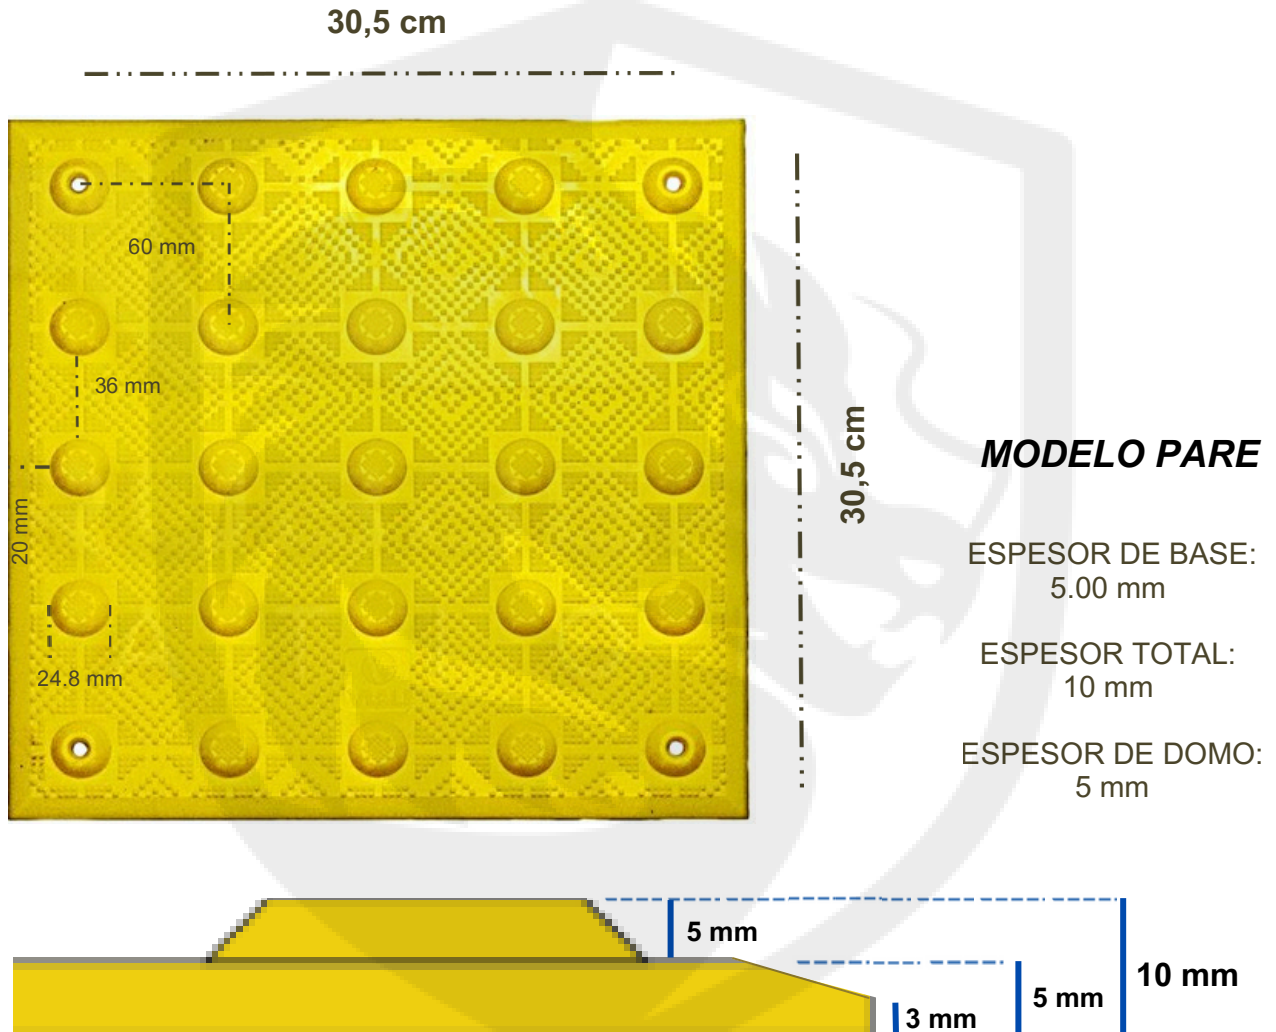 30,5 cm
60 mm
36 mm
20 mm
24.8 mm
30,5 cm
MODELO PARE
ESPESOR DE BASE:
5.00 mm
ESPESOR TOTAL:
10 mm
ESPESOR DE DOMO:
5 mm
5 mm
10 mm
5 mm
3 mm